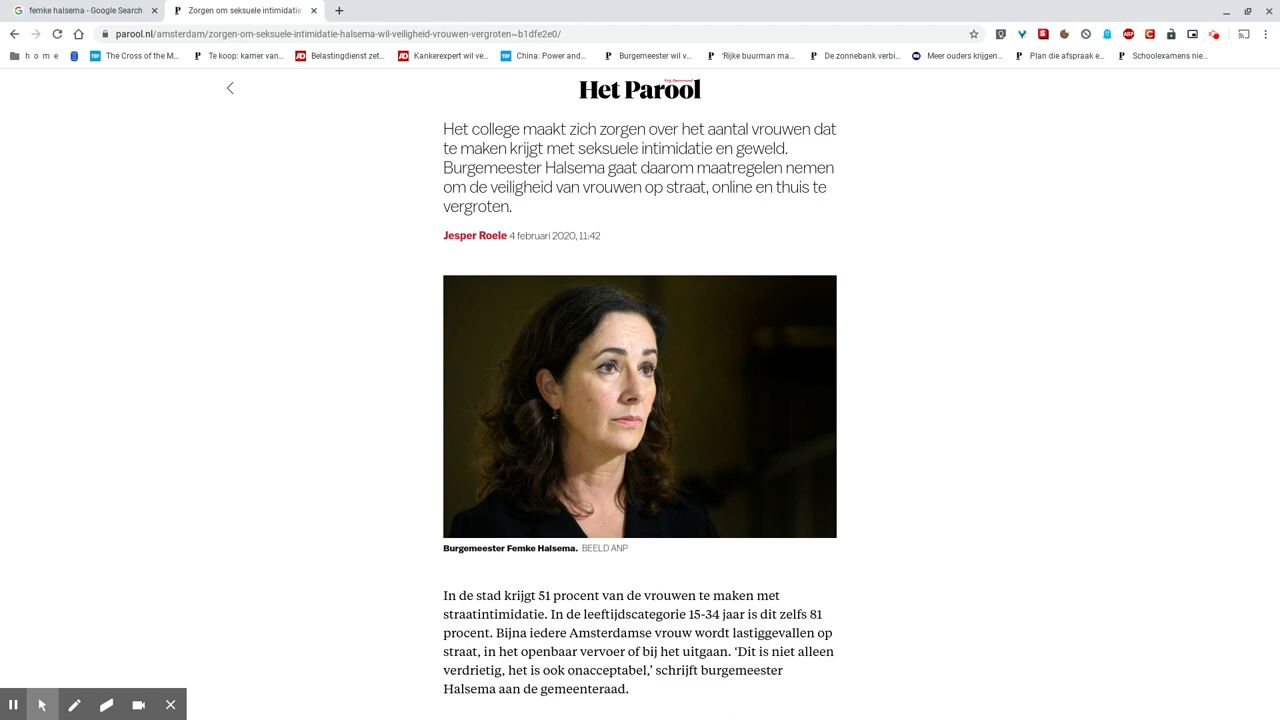 femke halsema - Google Search
Zorgen om seksuele intimidatie
parool.nl/amsterdam/zorgen-om-seksuele-intimidatie-halsema-wil-veiligheid-vrouwen-vergroten~b1dfe2e0/
h o m e
The Cross of the M...
Te koop: kamer van...
Belastingdienst zet...
Kankerexpert wil ve...
China: Power and...
Burgemeester wil v...
'Rijke buurman ma...
De zonnebank verbi...
Meer ouders krijgen...
Plan die afspraak e...
Schoolexamens nie...
Het Parool
Het college maakt zich zorgen over het aantal vrouwen dat
te maken krijgt met seksuele intimidatie en geweld.
Burgemeester Halsema gaat daarom maatregelen nemen
om de veiligheid van vrouwen op straat, online en thuis te
vergroten.
Jesper Roele 4 februari 2020, 11:42
Burgemeester Femke Halsema. BEELD ANP
In de stad krijgt 51 procent van de vrouwen te maken met
straatintimidatie. In de leeftijdscategorie 15-34 jaar is dit zelfs 81
procent. Bijna iedere Amsterdamse vrouw wordt lastiggevallen op
straat, in het openbaar vervoer of bij het uitgaan. ‘Dit is niet alleen
verdrietig, het is ook onacceptabel,’ schrijft burgemeester
Halsema aan de gemeenteraad.